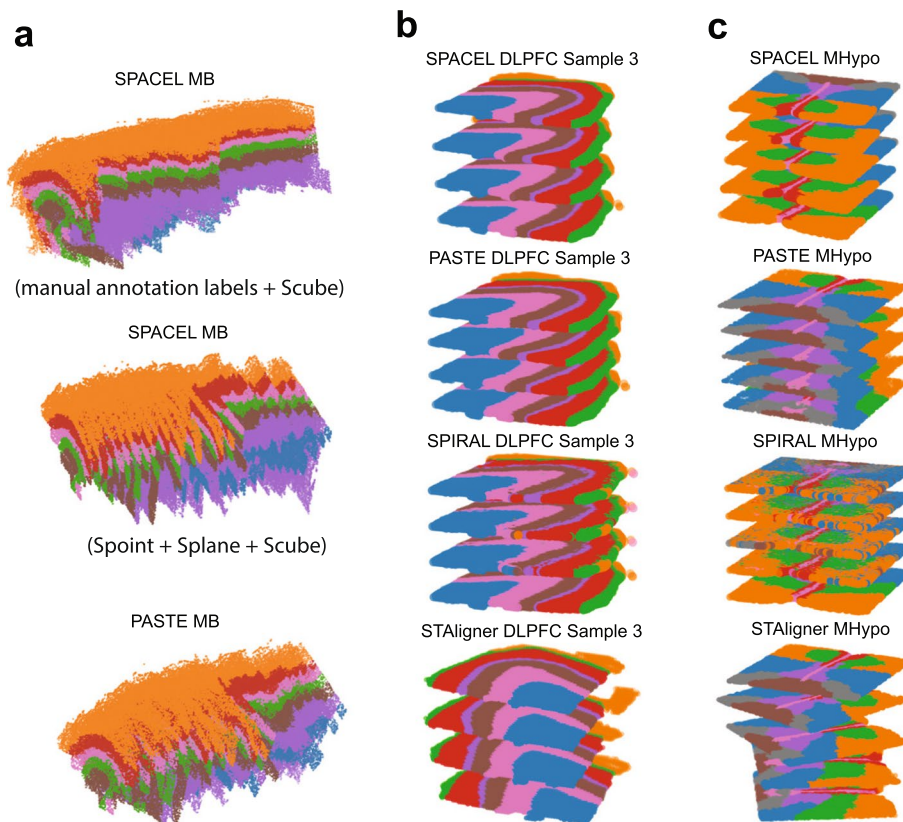 a
SPACEL MB
(manual annotation labels + Scube)
SPACEL MB
(Spoint + Splane + Scube)
PASTE MB
b
SPACEL DLPFC Sample 3
PASTE DLPFC Sample 3
SPIRAL DLPFC Sample 3
STAligner DLPFC Sample 3
c
SPACEL MHypo
PASTE MHypo
SPIRAL MHypo
STAligner MHypo